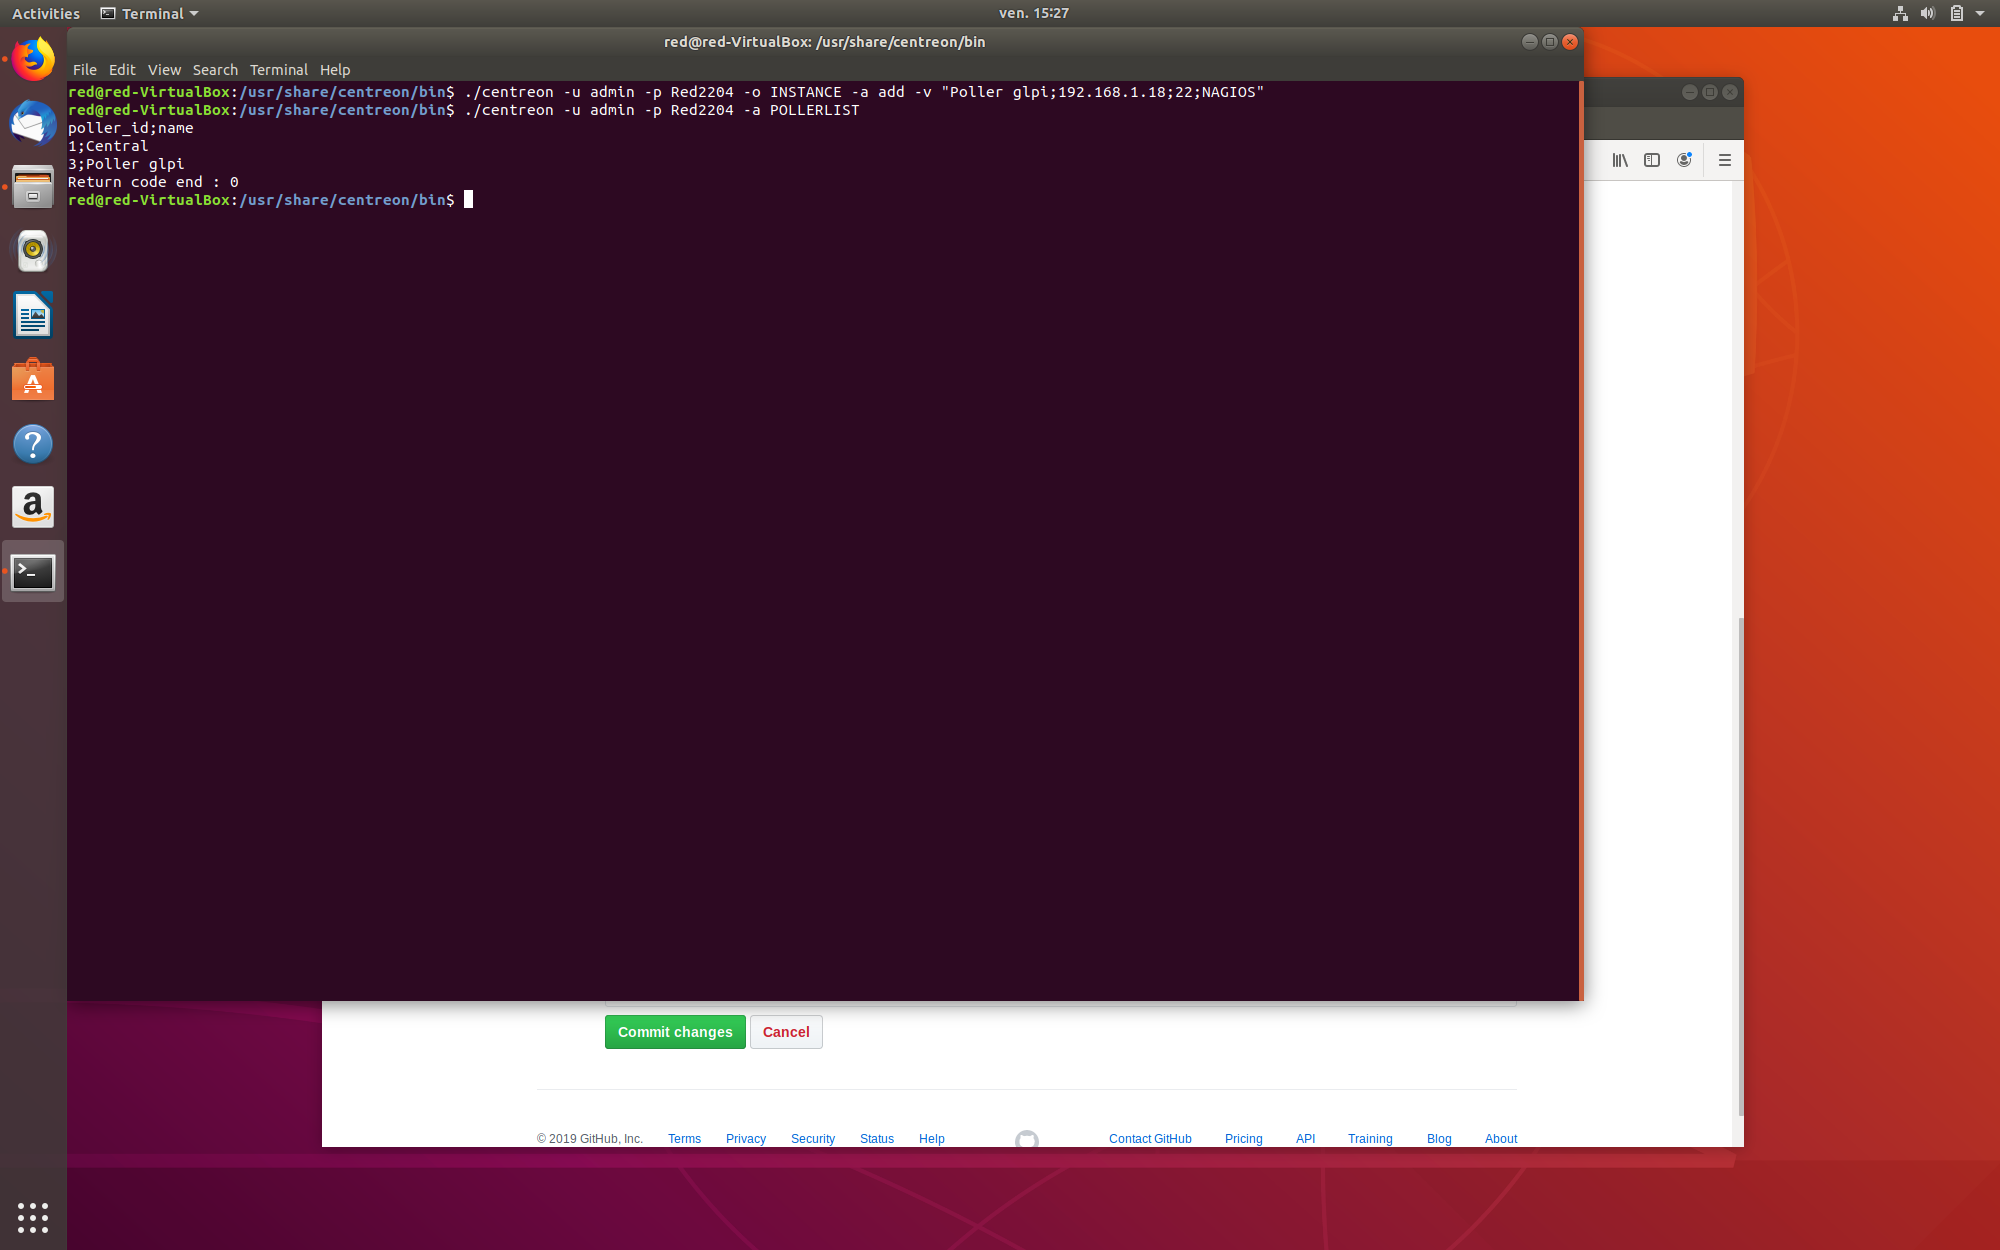 Activities Terminal ven. 15:27
red@red-VirtualBox: /usr/share/centreon/bin
File Edit View Search Terminal Help
red@red-VirtualBox:/usr/share/centreon/bin$ ./centreon -u admin -p Red2204 -o INSTANCE -a add -v "Poller glpi;192.168.1.18;22;NAGIOS"
red@red-VirtualBox:/usr/share/centreon/bin$ ./centreon -u admin -p Red2204 -a POLLERLIST
poller_id;name
1;Central
3;Poller glpi
Return code end : 0
red@red-VirtualBox:/usr/share/centreon/bin$
Commit changes Cancel
© 2019 GitHub, Inc. Terms Privacy Security Status Help Contact GitHub Pricing API Training Blog About